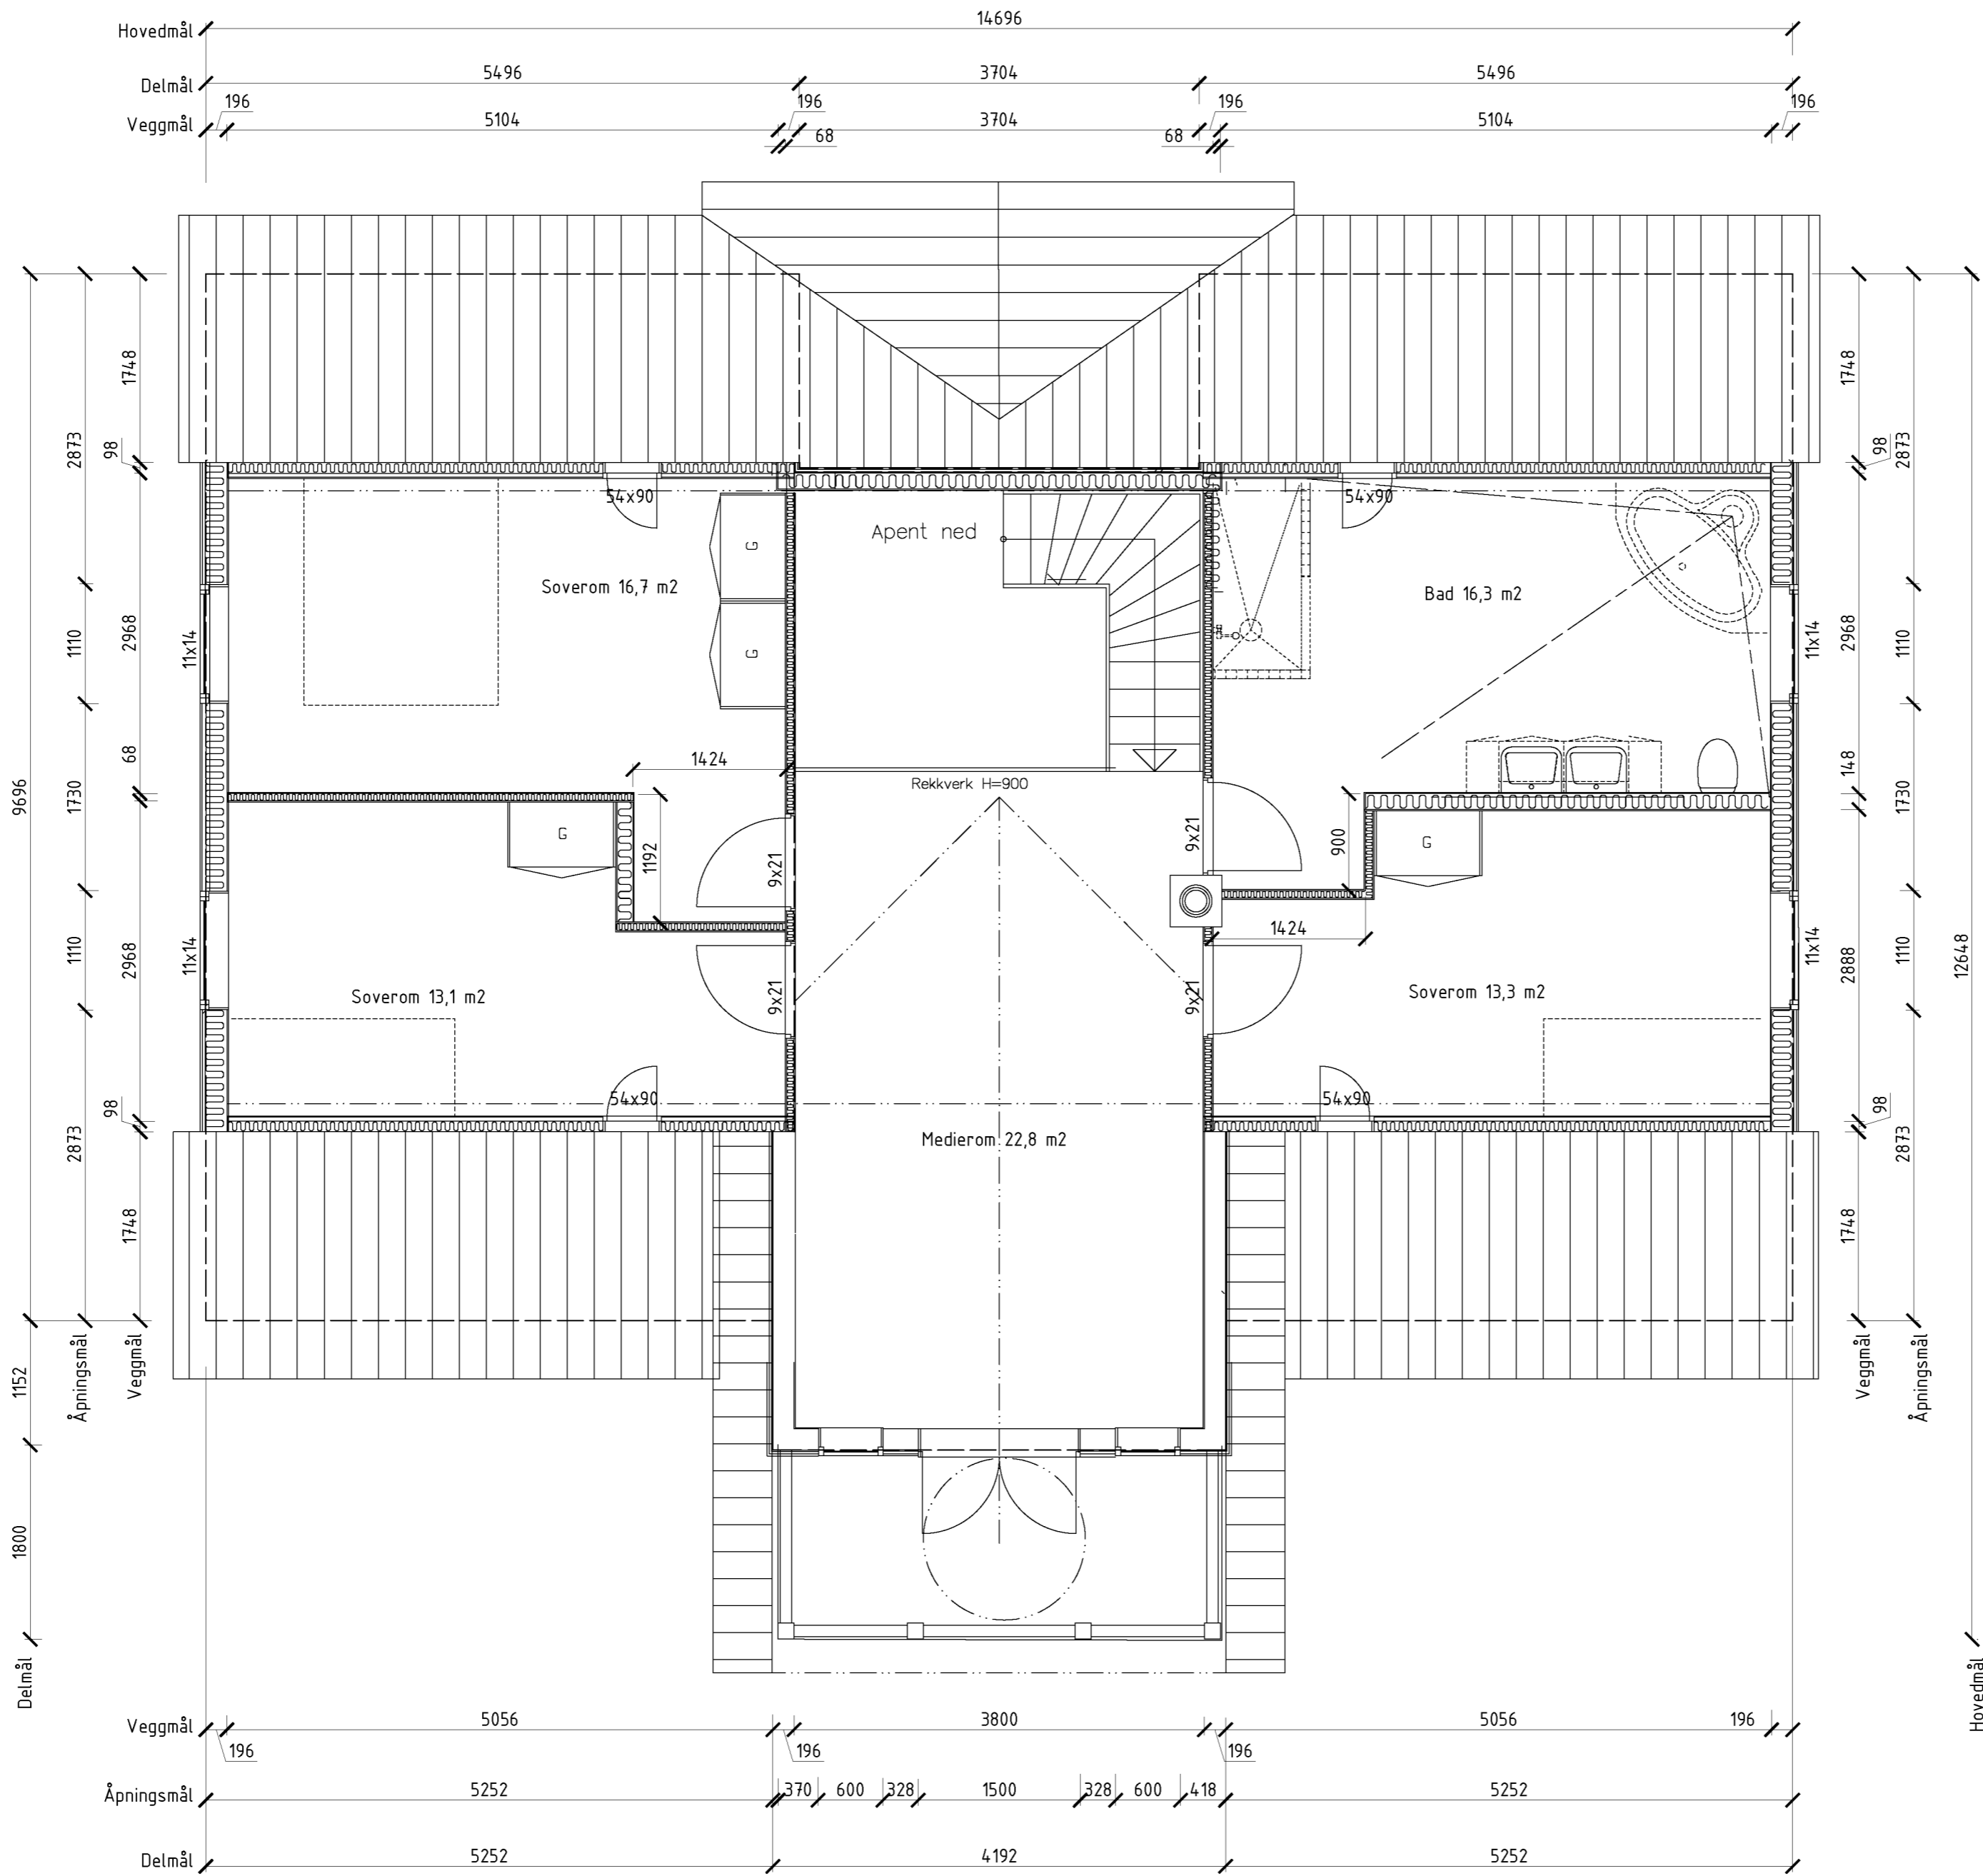 Hovedmål 14696
Delmål 5496 3704 5496
196 196 196 196
Veggmål 5104 3704 5104
68 68
1748 1748
2873 98 98 2873
54x90 54x90
Apent ned
Soverom 16,7 m2 G Bad 16,3 m2
11x14 1110 2968 G 11x14 2968 1110
1424
68 148
Rekkverk H=900
9696 1730 G 1192 9x21 9x21 900 G 1730
1424
11x14 1110 2968 11x14 2888 1110 12648
Soverom 13,1 m2 9x21 9x21 Soverom 13,3 m2
54x90 54x90
98 98
2873 Medierom 22,8 m2 2873
1748 1748
1152 Åpningsmål Veggmål Veggmål Åpningsmål
1800
Delmål Hovedmål
Veggmål 5056 3800 5056 196
196 196 196
Åpningsmål 5252 370 600 328 1500 328 600 418 5252
Delmål 5252 4192 5252